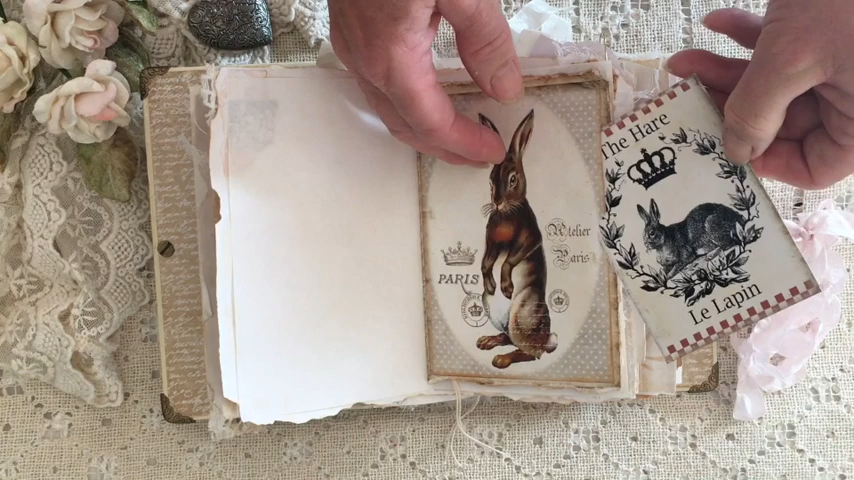 PARIS
Atelier
Paris
The Hare
Le Lapin